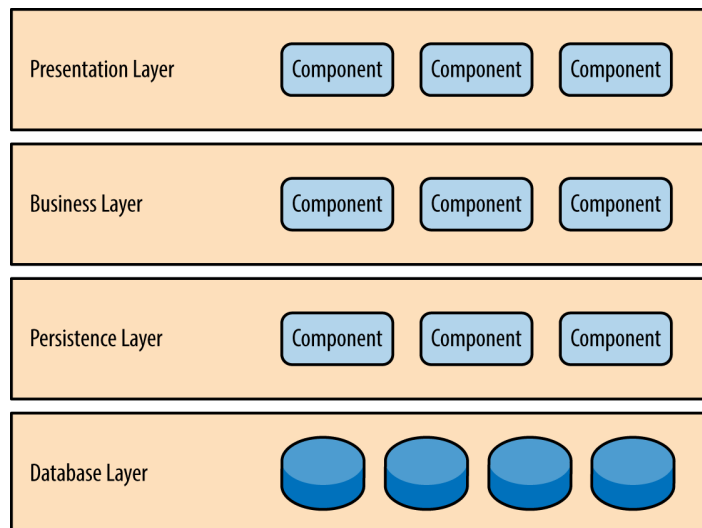 Presentation Layer Component Component Component
Business Layer Component Component Component
Persistence Layer Component Component Component
Database Layer